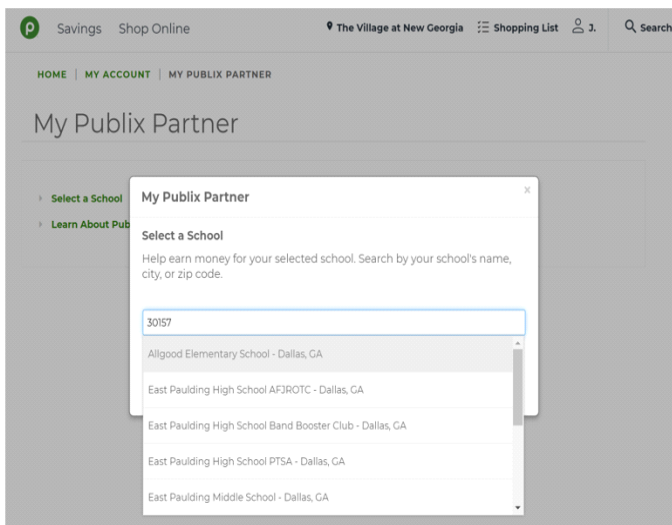 p Savings Shop Online The Village at New Georgia Shopping List J. Search
HOME | MY ACCOUNT | MY PUBLIX PARTNER
My Publix Partner
Select a School
Learn About Pub
My Publix Partner x
Select a School
Help earn money for your selected school. Search by your school's name,
city, or zip code.
30157
Allgood Elementary School - Dallas, GA
East Paulding High School AFJROTC - Dallas, GA
East Paulding High School Band Booster Club - Dallas, GA
East Paulding High School PTSA - Dallas, GA
East Paulding Middle School - Dallas, GA